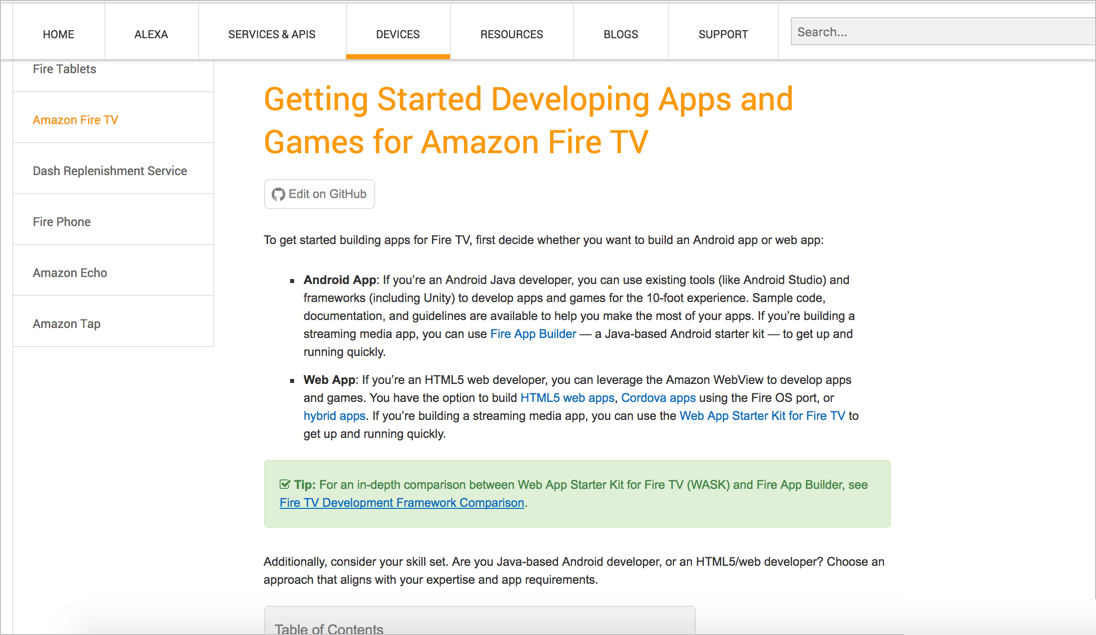 HOME ALEXA SERVICES & APIS DEVICES RESOURCES BLOGS SUPPORT Search...
Fire Tablets
Amazon Fire TV
Dash Replenishment Service
Fire Phone
Amazon Echo
Amazon Tap
Getting Started Developing Apps and
Games for Amazon Fire TV
Edit on GitHub
To get started building apps for Fire TV, first decide whether you want to build an Android app or web app:
▪ Android App: If you’re an Android Java developer, you can use existing tools (like Android Studio) and
frameworks (including Unity) to develop apps and games for the 10-foot experience. Sample code,
documentation, and guidelines are available to help you make the most of your apps. If you’re building a
streaming media app, you can use Fire App Builder — a Java-based Android starter kit — to get up and
running quickly.
▪ Web App: If you’re an HTML5 web developer, you can leverage the Amazon WebView to develop apps
and games. You have the option to build HTML5 web apps, Cordova apps using the Fire OS port, or
hybrid apps. If you’re building a streaming media app, you can use the Web App Starter Kit for Fire TV to
get up and running quickly.
Tip: For an in-depth comparison between Web App Starter Kit for Fire TV (WASK) and Fire App Builder, see
Fire TV Development Framework Comparison.
Additionally, consider your skill set. Are you Java-based Android developer, or an HTML5/web developer? Choose an
approach that aligns with your expertise and app requirements.
Table of Contents